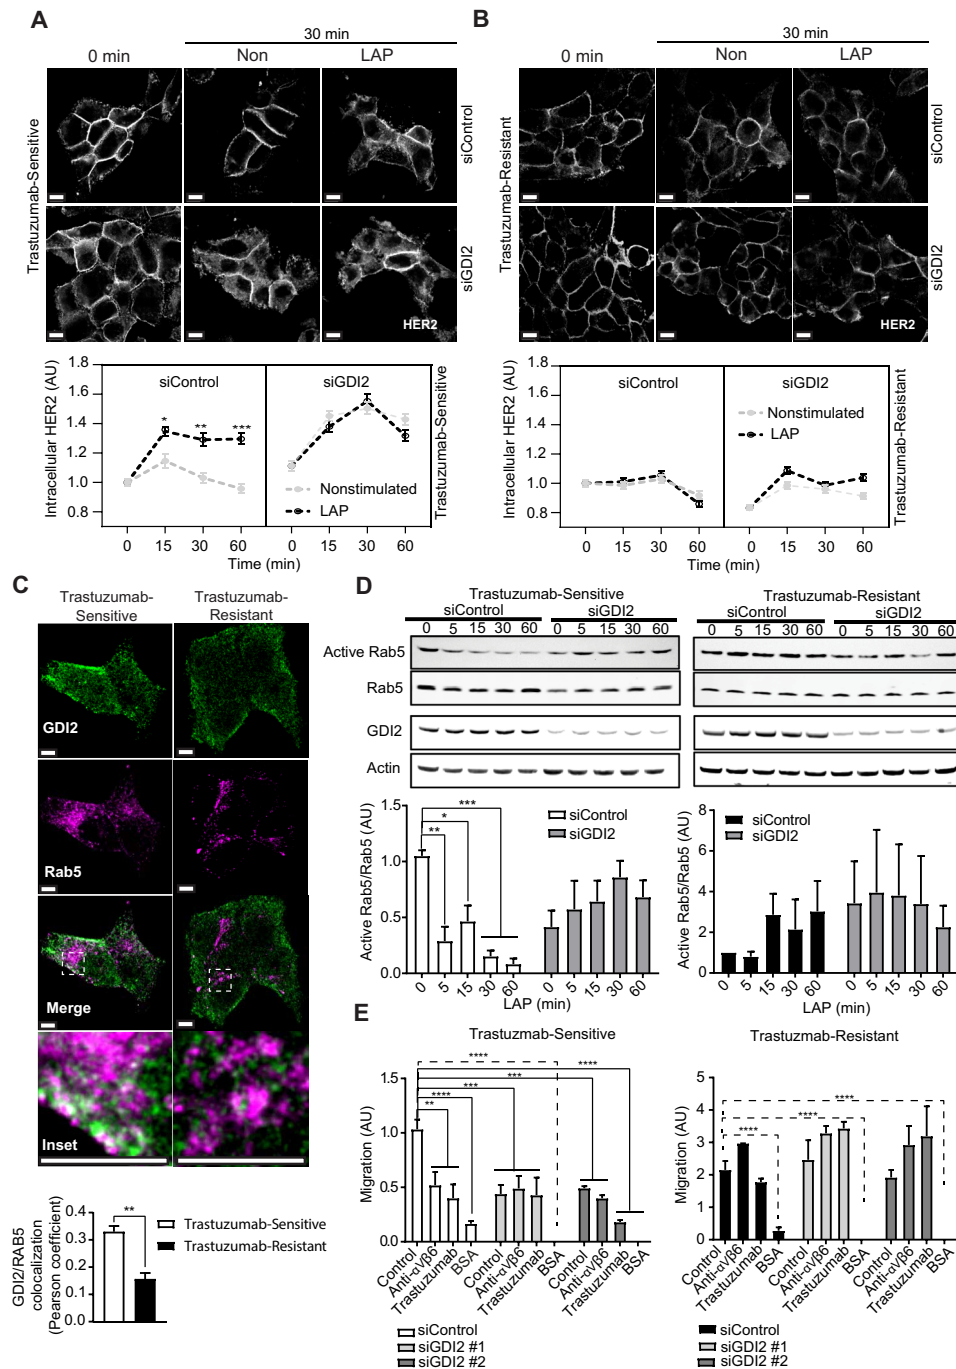 A
30 min
0 min
Non
LAP
Trastuzumab-Sensitive
siControl
siGDI2
HER2
Intracellular HER2 (AU)
1.8
1.6
1.4
1.2
1.0
0.8
siControl
siGDI2
*
**
***
Nonstimulated
LAP
0 15 30 60 0 15 30 60
Time (min)
Trastuzumab-Sensitive
B
30 min
0 min
Non
LAP
Trastuzumab-Resistant
siControl
siGDI2
HER2
Intracellular HER2 (AU)
1.8
1.6
1.4
1.2
1.0
0.8
siControl
siGDI2
Nonstimulated
LAP
0 15 30 60 0 15 30 60
Time (min)
Trastuzumab-Resistant
C
Trastuzumab-
Sensitive
Trastuzumab-
Resistant
GDI2
Rab5
Merge
Inset
GDI2/RAB5
colocalization
(Pearson coefficient)
0.4
0.3
0.2
0.1
0.0
**
Trastuzumab-Sensitive
Trastuzumab-Resistant
D
Trastuzumab-Sensitive
siControl
siGDI2
0 5 15 30 60 0 5 15 30 60
Trastuzumab-Resistant
siControl
siGDI2
0 5 15 30 60 0 5 15 30 60
Active Rab5
Rab5
GDI2
Actin
Active Rab5/Rab5 (AU)
1.5
1.0
0.5
0.0
***
*
**
siControl
siGDI2
0 5 15 30 60 0 5 15 30 60
LAP (min)
Active Rab5/Rab5 (AU)
8
6
4
2
0
siControl
siGDI2
0 5 15 30 60 0 5 15 30 60
LAP (min)
E
Trastuzmab-Sensitive
Migration (AU)
1.5
1.0
0.5
0.0
****
****
***
***
****
**
Control
Anti-αvβ6
Trastuzumab
BSA
Control
Anti-αvβ6
Trastuzumab
BSA
Control
Anti-αvβ6
Trastuzumab
BSA
siControl
siGDI2 #1
siGDI2 #2
Trastuzmab-Resistant
Migration (AU)
5
4
3
2
1
0
****
****
****
Control
Anti-αvβ6
Trastuzumab
BSA
Control
Anti-αvβ6
Trastuzumab
BSA
Control
Anti-αvβ6
Trastuzumab
BSA
siControl
siGDI2 #1
siGDI2 #2